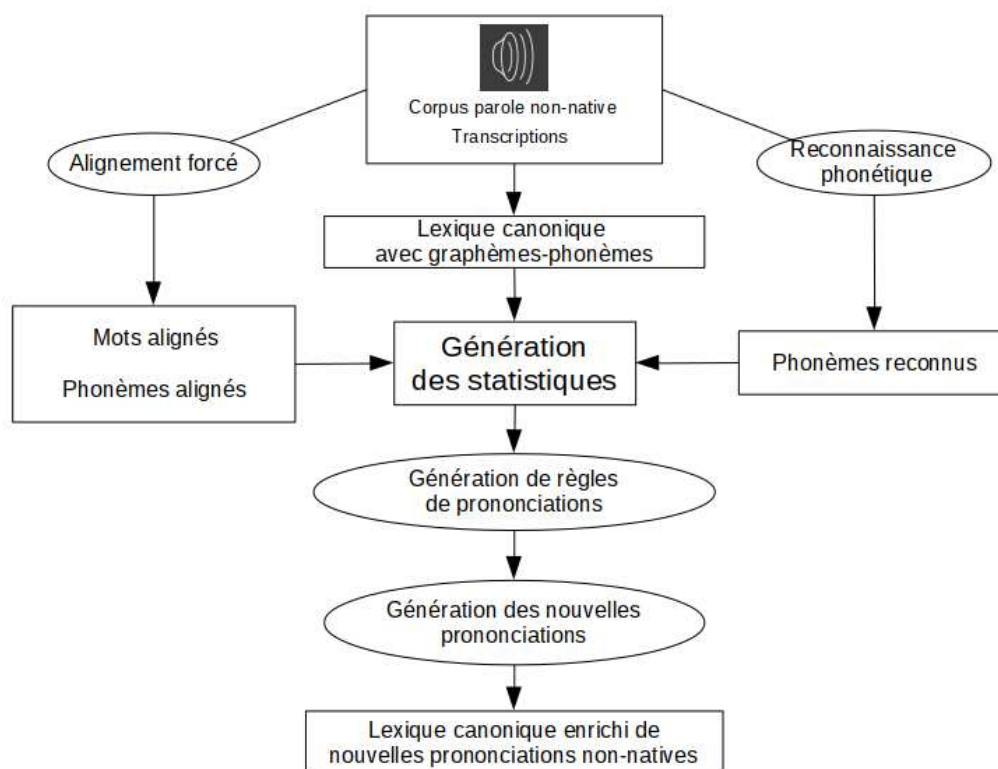 Corpus parole non-native
Transcriptions
Alignement forcé
Reconnaissance
phonétique
Lexique canonique
avec graphèmes-phonèmes
Mots alignés
Phonèmes alignés
Génération
des statistiques
Phonèmes reconnus
Génération de règles
de prononciations
Génération des nouvelles
prononciations
Lexique canonique enrichi de
nouvelles prononciations non-natives